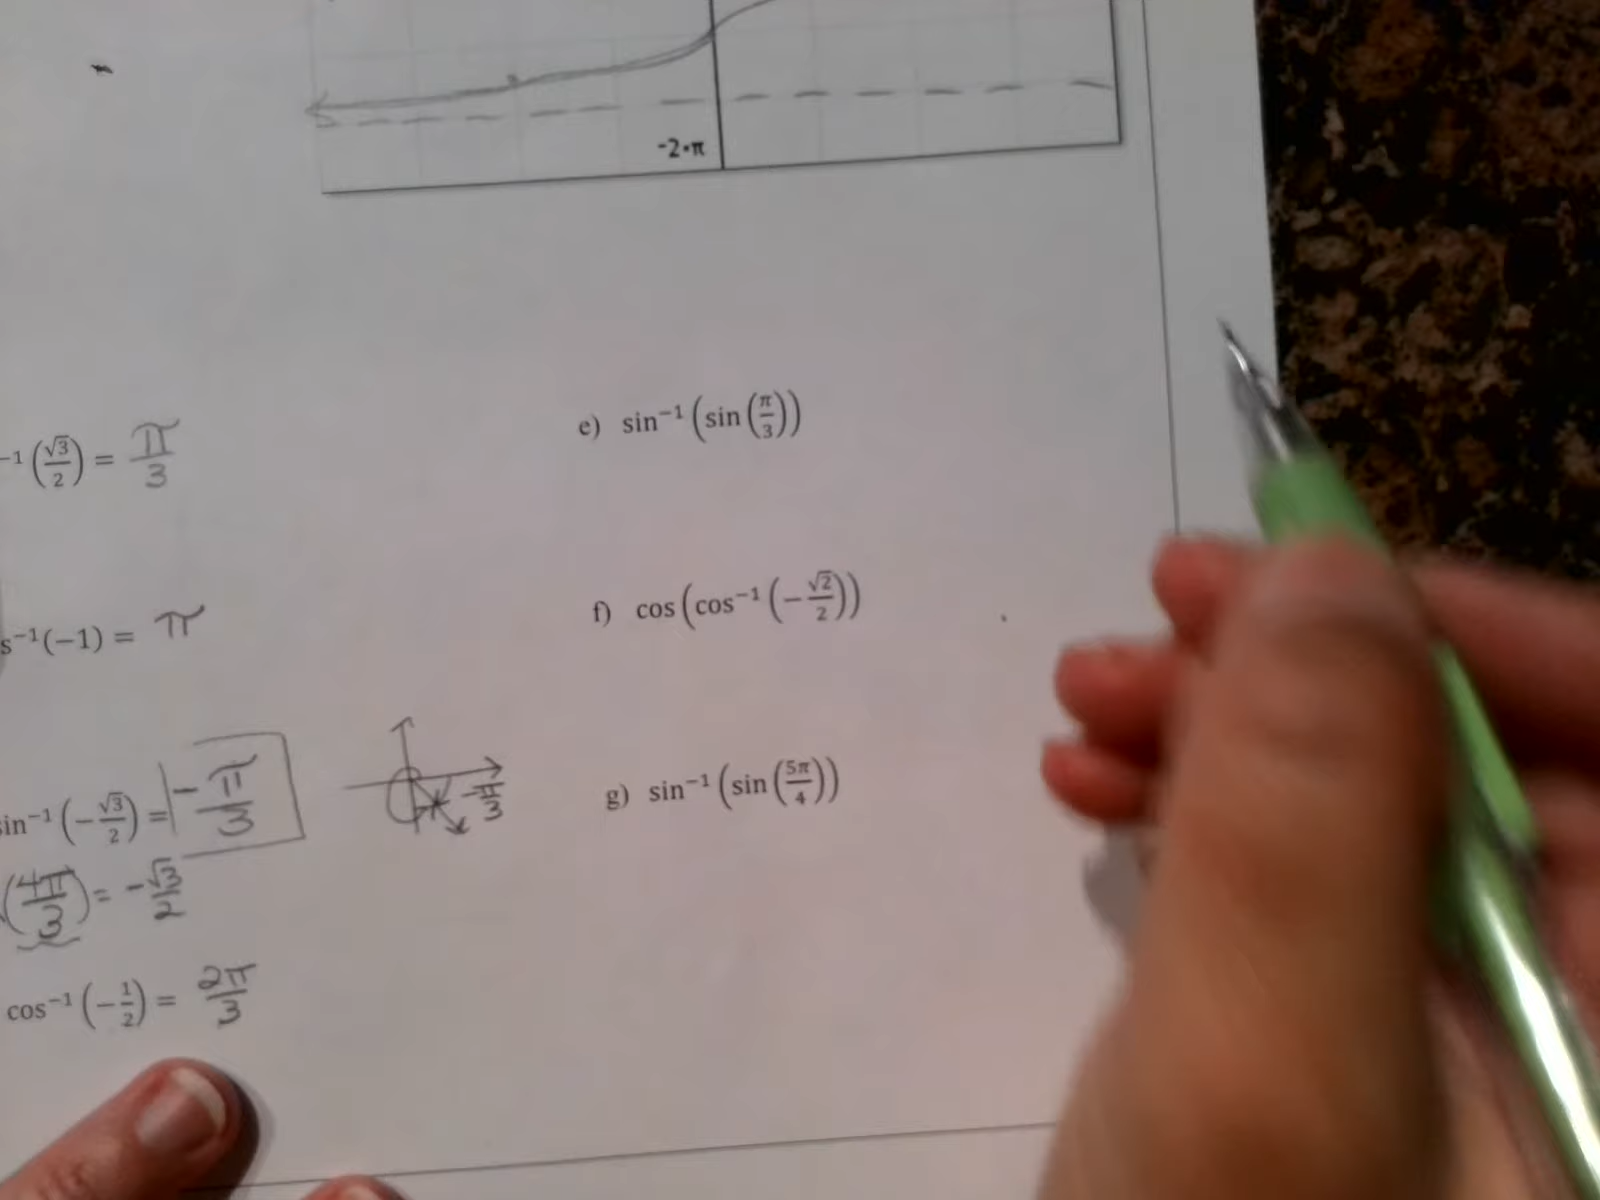 -2·π
⁻¹(√3/2) = π/3
s⁻¹(−1) = π
sin⁻¹(−√3/2) = −π/3
−π/3
(4π/3) = −√3/2
cos⁻¹(−1/2) = 2π/3
e) sin⁻¹(sin(π/3))
f) cos(cos⁻¹(−√2/2))
g) sin⁻¹(sin(5π/4))